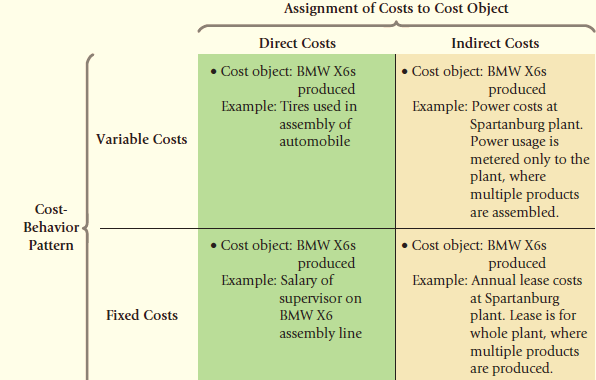 Assignment of Costs to Cost Object
Direct Costs
Indirect Costs
Cost-
Behavior
Pattern
Variable Costs
• Cost object: BMW X6s
produced
Example: Tires used in
assembly of
automobile
• Cost object: BMW X6s
produced
Example: Power costs at
Spartanburg plant.
Power usage is
metered only to the
plant, where
multiple products
are assembled.
Fixed Costs
• Cost object: BMW X6s
produced
Example: Salary of
supervisor on
BMW X6
assembly line
• Cost object: BMW X6s
produced
Example: Annual lease costs
at Spartanburg
plant. Lease is for
whole plant, where
multiple products
are produced.